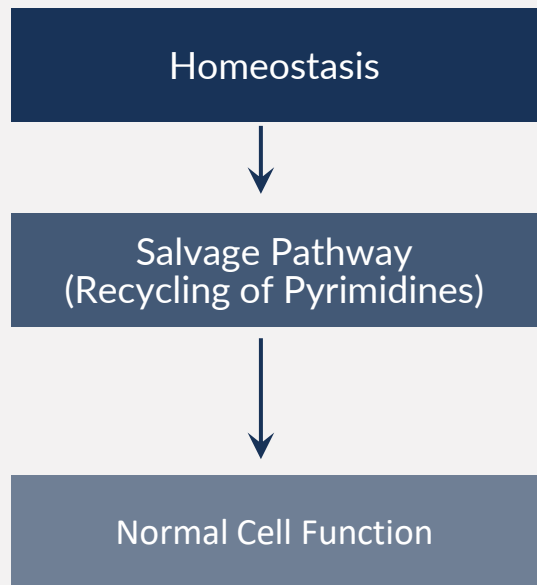 Homeostasis
Salvage Pathway
(Recycling of Pyrimidines)
Normal Cell Function